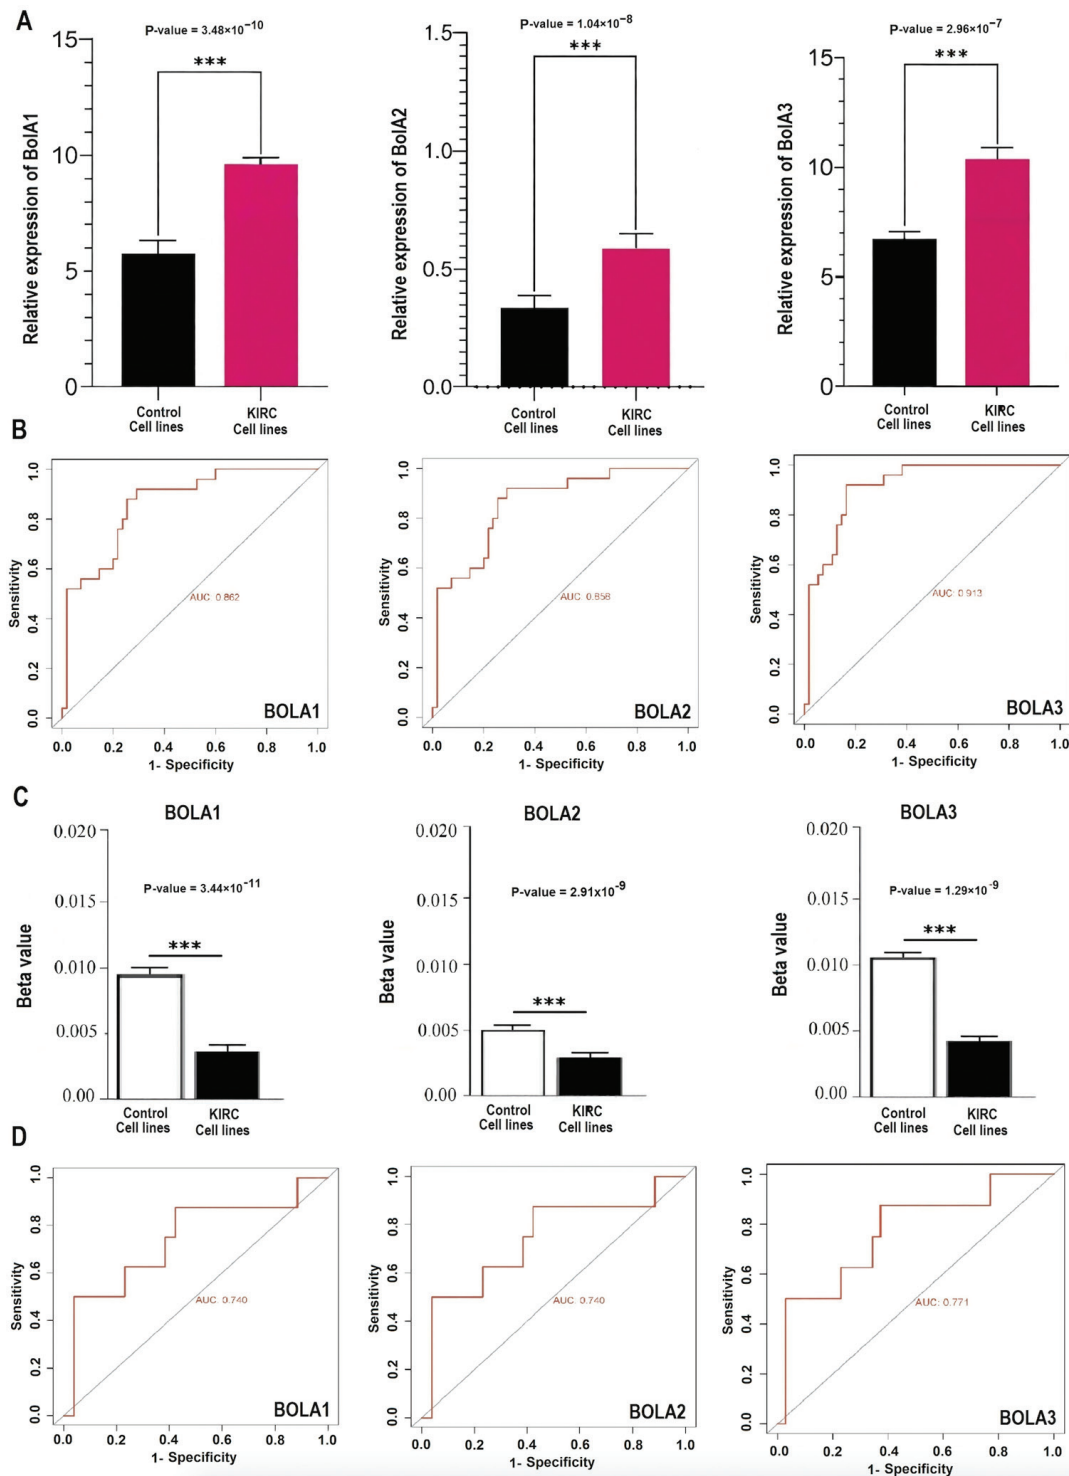 A
P-value = 3.48×10⁻¹⁰
***
Relative expression of BolA1
15
10
5
0
Control
Cell lines
KIRC
Cell lines
P-value = 1.04×10⁻⁸
***
Relative expression of BolA2
1.5
1.0
0.5
0.0
Control
Cell lines
KIRC
Cell lines
P-value = 2.96×10⁻⁷
***
Relative expression of BolA3
15
10
5
0
Control
Cell lines
KIRC
Cell lines
B
Sensitivity
1.0
0.8
0.6
0.4
0.2
0.0
AUC: 0.862
BOLA1
0.0 0.2 0.4 0.6 0.8 1.0
1- Specificity
Sensitivity
1.0
0.8
0.6
0.4
0.2
0.0
AUC: 0.858
BOLA2
0.0 0.2 0.4 0.6 0.8 1.0
1- Specificity
Sensitivity
1.0
0.8
0.6
0.4
0.2
0.0
AUC: 0.913
BOLA3
0.0 0.2 0.4 0.6 0.8 1.0
1- Specificity
C
BOLA1
Beta value
0.020
0.015
0.010
0.005
0.00
P-value = 3.44×10⁻¹¹
***
Control
Cell lines
KIRC
Cell lines
BOLA2
Beta value
0.020
0.015
0.010
0.005
0.00
P-value = 2.91x10⁻⁹
***
Control
Cell lines
KIRC
Cell lines
BOLA3
Beta value
0.020
0.015
0.010
0.005
0.00
P-value = 1.29×10⁻⁹
***
Control
Cell lines
KIRC
Cell lines
D
Sensitivity
1.0
0.8
0.6
0.4
0.2
0.0
AUC: 0.740
BOLA1
0.0 0.2 0.4 0.6 0.8 1.0
1- Specificity
Sensitivity
1.0
0.8
0.6
0.4
0.2
0.0
AUC: 0.740
BOLA2
0.0 0.2 0.4 0.6 0.8 1.0
1- Specificity
Sensitivity
1.0
0.8
0.6
0.4
0.2
0.0
AUC: 0.771
BOLA3
0.0 0.2 0.4 0.6 0.8 1.0
1- Specificity